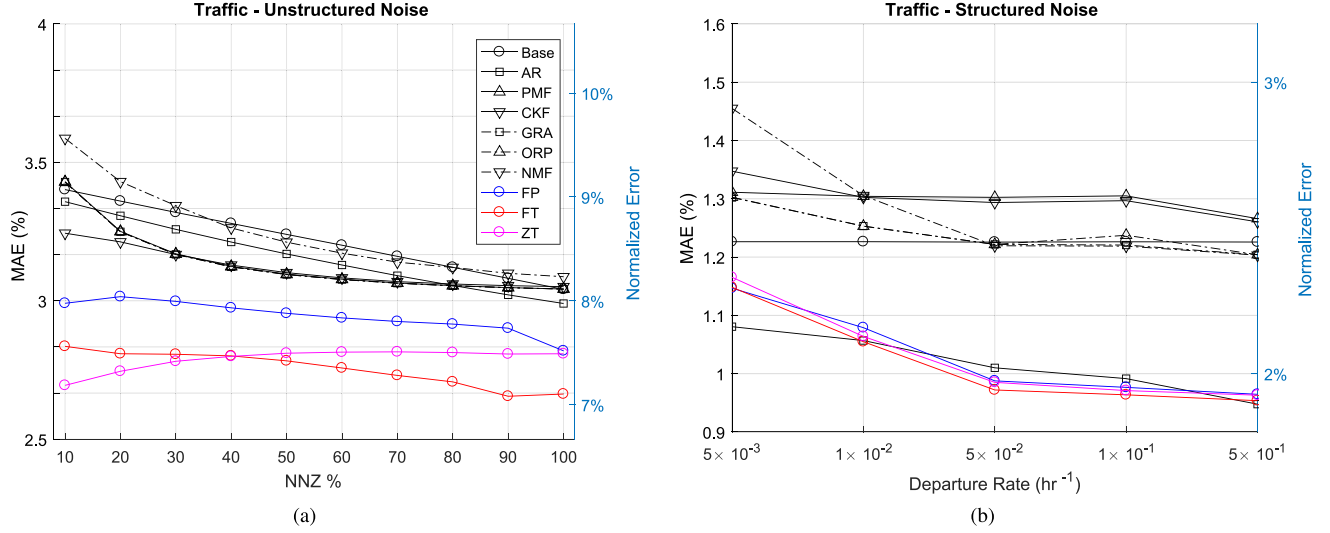 Traffic - Unstructured Noise
4
3.5
3
2.5
MAE (%)
10 20 30 40 50 60 70 80 90 100
NNZ %
10%
9%
8%
7%
Normalized Error
Base
AR
PMF
CKF
GRA
ORP
NMF
FP
FT
ZT
(a)
Traffic - Structured Noise
1.6
1.5
1.4
1.3
1.2
1.1
1
0.9
MAE (%)
5 × 10⁻³ 1 × 10⁻² 5 × 10⁻² 1 × 10⁻¹ 5 × 10⁻¹
Departure Rate (hr⁻¹)
3%
2%
Normalized Error
(b)